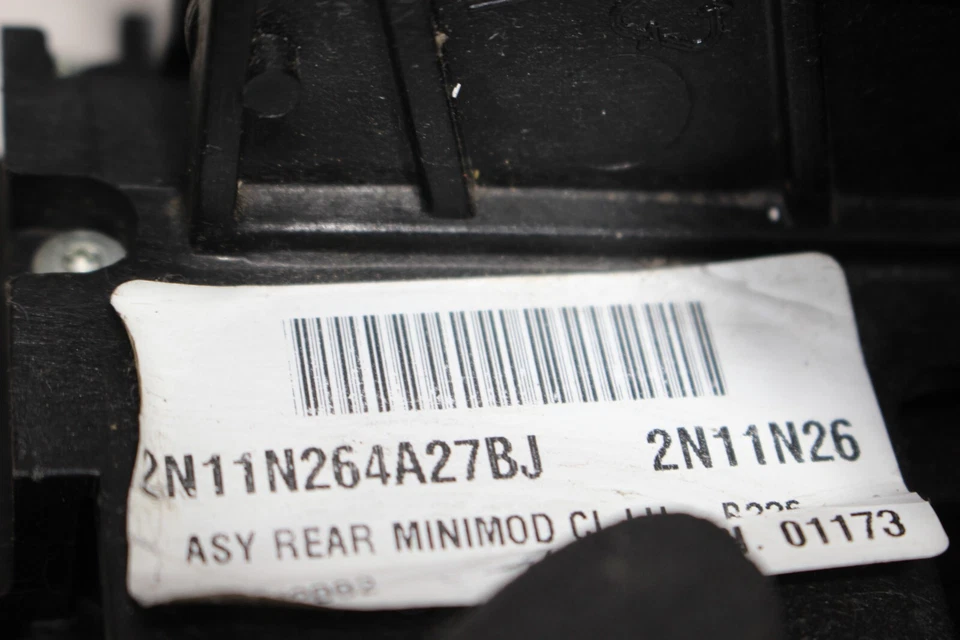 2N11N264A27BJ 2N11N26
ASY REAR MINIMOD
01173